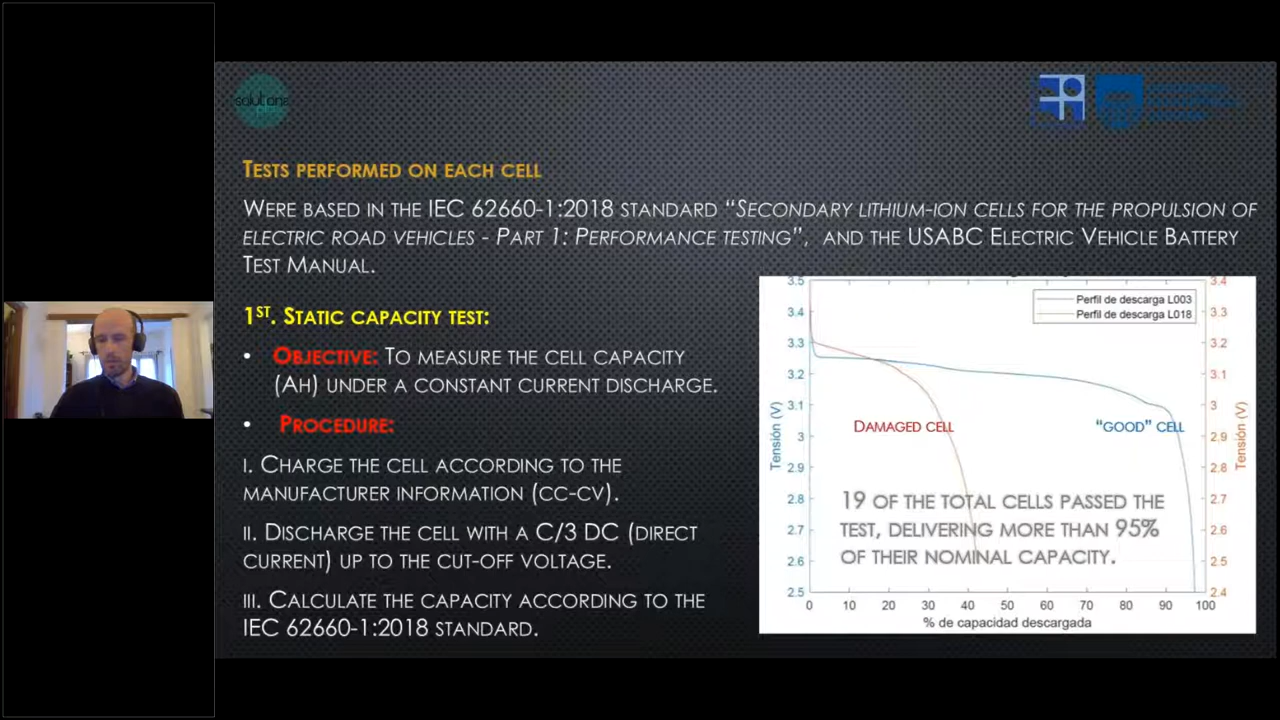 solutions
TESTS PERFORMED ON EACH CELL
WERE BASED IN THE IEC 62660-1:2018 STANDARD “SECONDARY LITHIUM-ION CELLS FOR THE PROPULSION OF
ELECTRIC ROAD VEHICLES - PART 1: PERFORMANCE TESTING”, AND THE USABC ELECTRIC VEHICLE BATTERY
TEST MANUAL.
1ST. STATIC CAPACITY TEST:
• OBJECTIVE: TO MEASURE THE CELL CAPACITY
(AH) UNDER A CONSTANT CURRENT DISCHARGE.
• PROCEDURE:
I. CHARGE THE CELL ACCORDING TO THE
MANUFACTURER INFORMATION (CC-CV).
II. DISCHARGE THE CELL WITH A C/3 DC (DIRECT
CURRENT) UP TO THE CUT-OFF VOLTAGE.
III. CALCULATE THE CAPACITY ACCORDING TO THE
IEC 62660-1:2018 STANDARD.
3.5
3.4
3.3
3.2
3.1
3
2.9
2.8
2.7
2.6
2.5
Tensión (V)
Perfil de descarga L003
Perfil de descarga L018
DAMAGED CELL
“GOOD” CELL
19 OF THE TOTAL CELLS PASSED THE
TEST, DELIVERING MORE THAN 95%
OF THEIR NOMINAL CAPACITY.
3.4
3.3
3.2
3.1
3
2.9
2.8
2.7
2.6
2.5
2.4
Tensión (V)
0 10 20 30 40 50 60 70 80 90 100
% de capacidad descargada